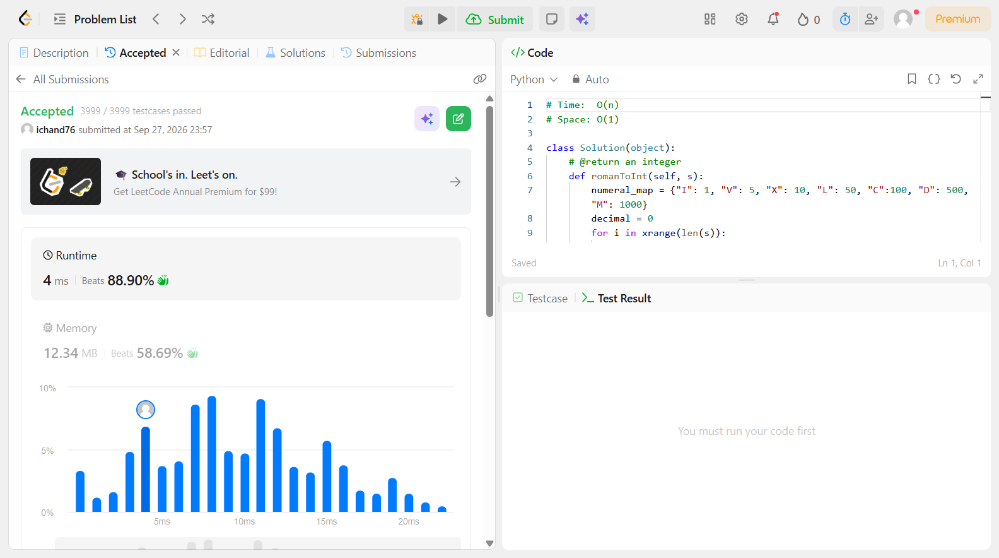 Problem List
Submit
0
Premium
Description
Accepted
Editorial
Solutions
Submissions
All Submissions
Accepted 3999 / 3999 testcases passed
ichand76 submitted at Sep 27, 2026 23:57
School's in. Leet's on.
Get LeetCode Annual Premium for $99!
Runtime
4 ms Beats 88.90%
Memory
12.34 MB Beats 58.69%
10%
5%
0%
5ms 10ms 15ms 20ms
</> Code
Python Auto
1 # Time:  O(n)
2 # Space: O(1)
3
4 class Solution(object):
5 # @return an integer
6 def romanToInt(self, s):
7 numeral_map = {"I": 1, "V": 5, "X": 10, "L": 50, "C":100, "D": 500,
"M": 1000}
8 decimal = 0
9 for i in xrange(len(s)):
Saved
Ln 1, Col 1
Testcase
Test Result
You must run your code first